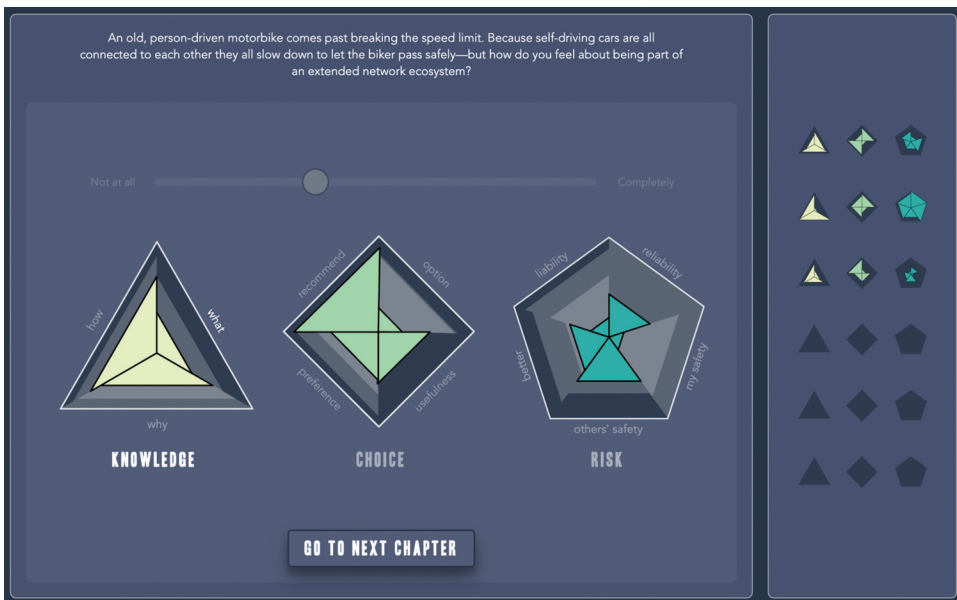 An old, person-driven motorbike comes past breaking the speed limit. Because self-driving cars are all
connected to each other they all slow down to let the biker pass safely—but how do you feel about being part of
an extended network ecosystem?
Not at all
Completely
how
what
why
KNOWLEDGE
recommend
option
preference
usefulness
CHOICE
liability
reliability
better
my safety
others' safety
RISK
GO TO NEXT CHAPTER